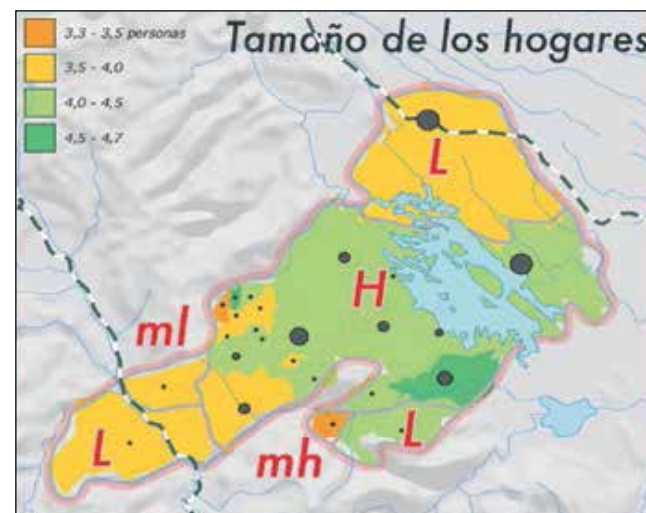 Tamaño de los hogares
3,3 - 3,5 personas
3,5 - 4,0
4,0 - 4,5
4,5 - 4,7
L
H
ml
L
L
mh